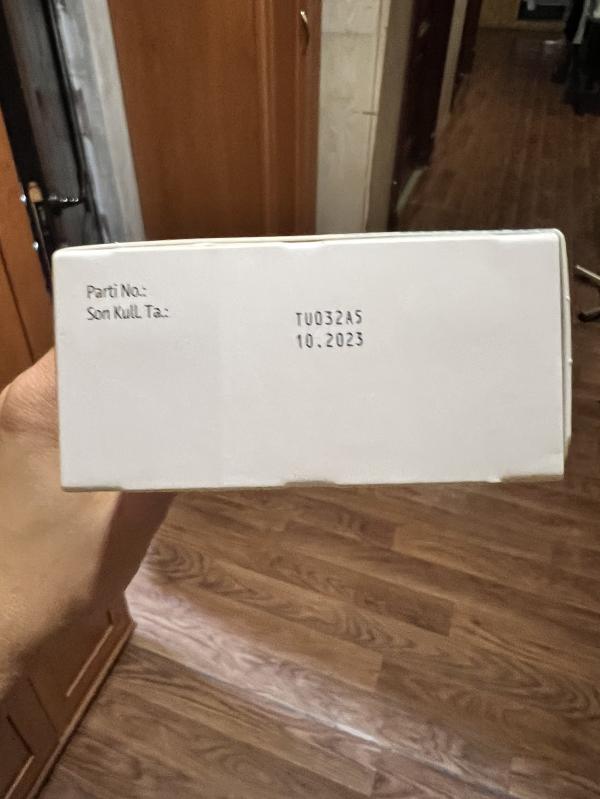 Parti No.:
Son Kull. Ta.:
TU032A5
10.2023